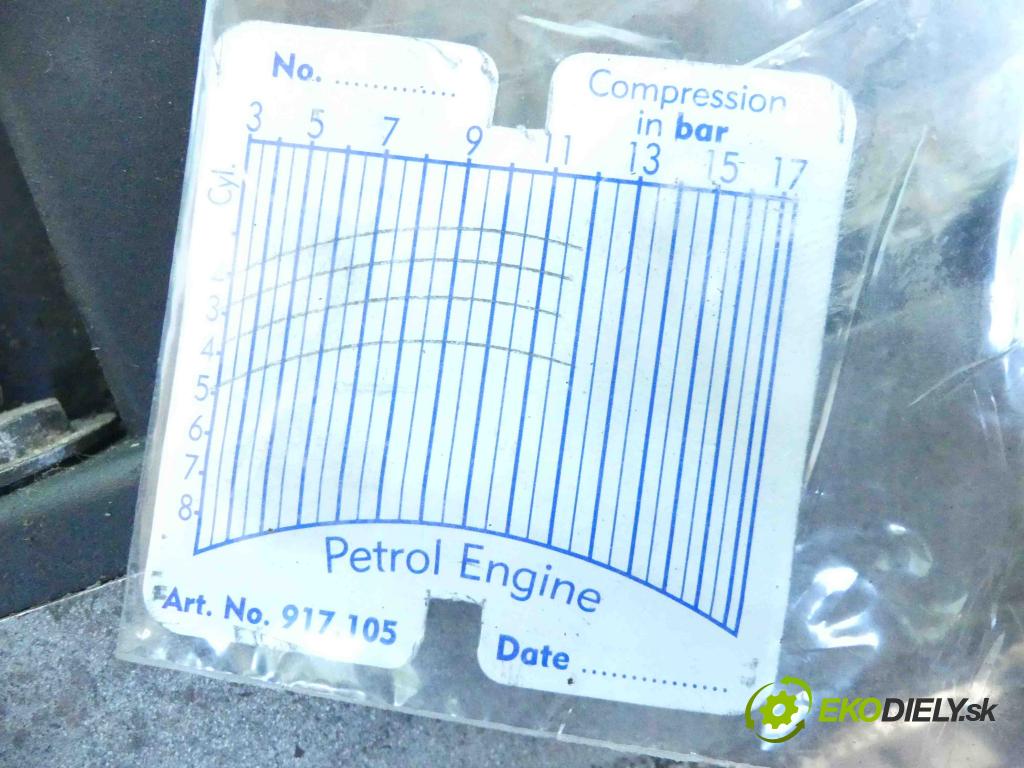 No. ..............
Compression
in bar
3 5 7 9 11 13 15 17
Cyl.
3
4
5
6
7
8
Petrol Engine
Art. No. 917 105
Date .................
EKODIELY.sk